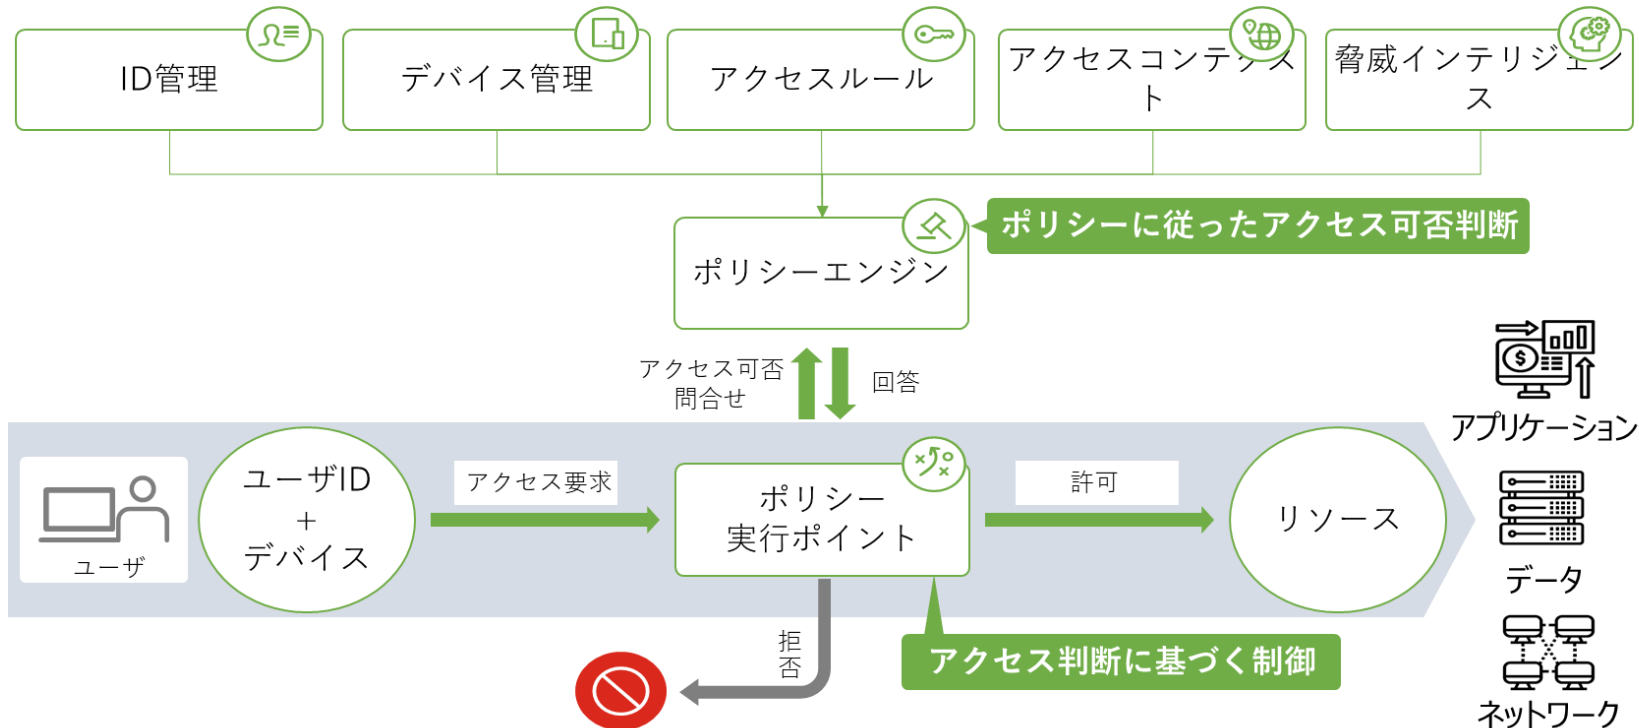 ID管理
デバイス管理
アクセスルール
アクセスコンテクス
ト
脅威インテリジェン
ス
ポリシーエンジン
ポリシーに従ったアクセス可否判断
アクセス可否
問合せ
回答
ユーザ
ユーザID
+
デバイス
アクセス要求
ポリシー
実行ポイント
許可
リソース
拒
否
アクセス判断に基づく制御
アプリケーション
データ
ネットワーク